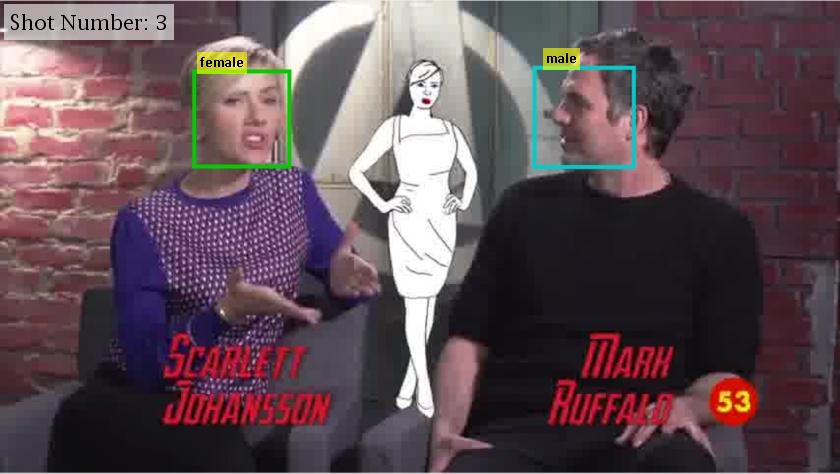 Shot Number: 3
female
male
SCARLETT
JOHANSSON
MARK
RUFFALO
53